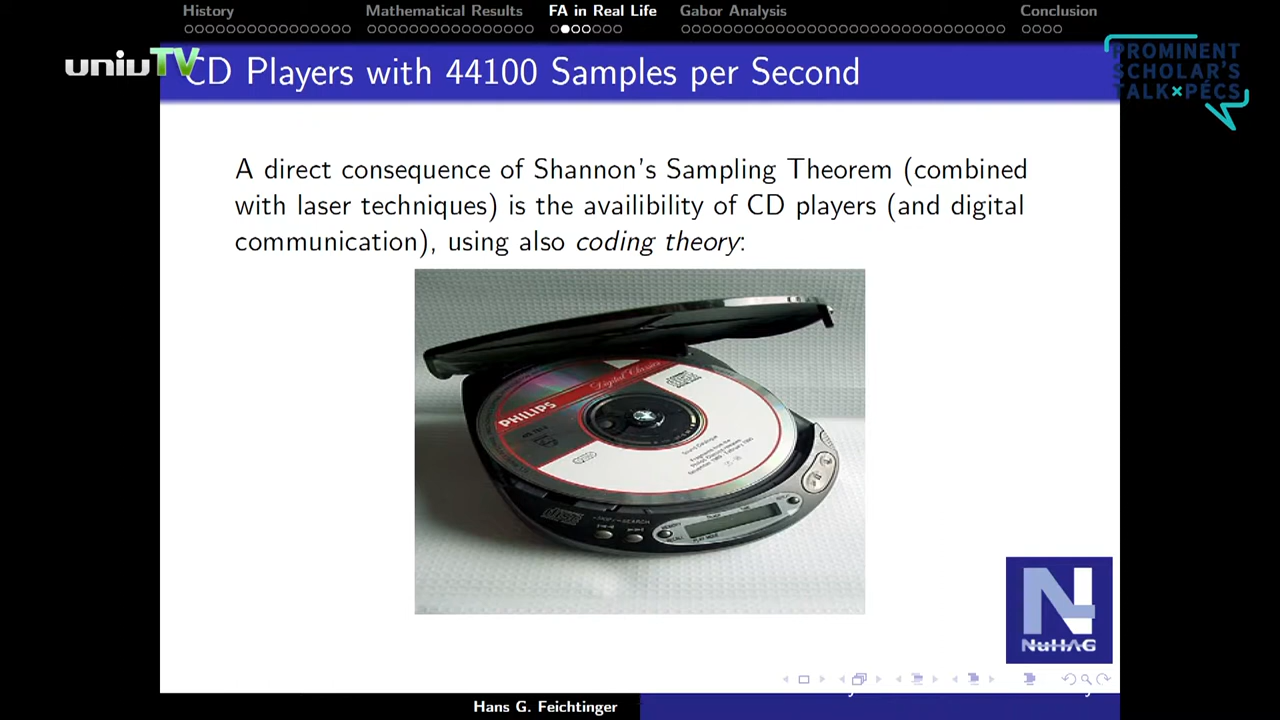 History
Mathematical Results
FA in Real Life
Gabor Analysis
Conclusion
uniuTV
CD Players with 44100 Samples per Second
PROMINENT
SCHOLAR'S
TALK×PÉCS
A direct consequence of Shannon's Sampling Theorem (combined
with laser techniques) is the availibility of CD players (and digital
communication), using also coding theory:
Digital Classics
PHILIPS
NuHAG
Hans G. Feichtinger